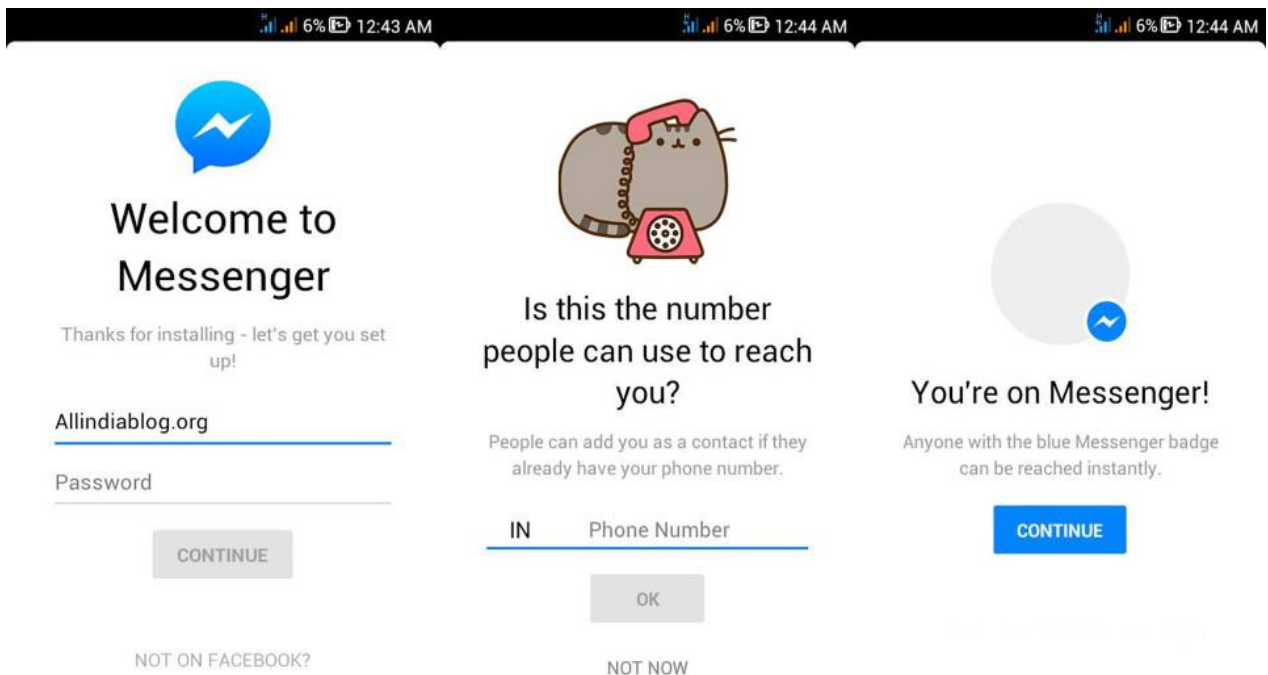 H 6% 12:43 AM
Welcome to
Messenger
Thanks for installing - let's get you set
up!
Allindiablog.org
Password
CONTINUE
NOT ON FACEBOOK?
H 6% 12:44 AM
Is this the number
people can use to reach
you?
People can add you as a contact if they
already have your phone number.
IN Phone Number
OK
NOT NOW
H 6% 12:44 AM
You're on Messenger!
Anyone with the blue Messenger badge
can be reached instantly.
CONTINUE